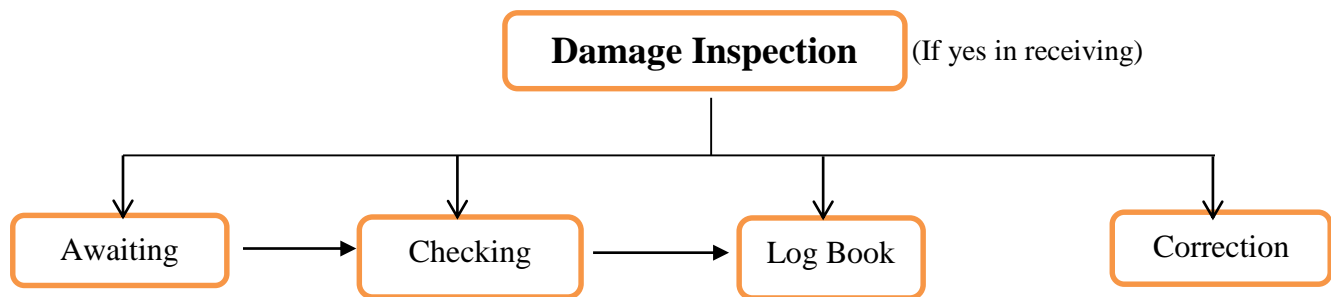 Damage Inspection (If yes in receiving)
Awaiting Checking Log Book Correction